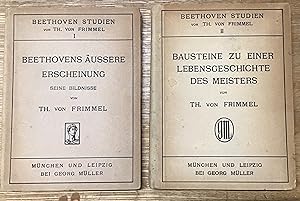 BEETHOVEN STUDIEN
VON TH. VON FRIMMEL
I
BEETHOVENS ÄUSSERE
ERSCHEINUNG
SEINE BILDNISSE
VON
TH. VON FRIMMEL
MÜNCHEN UND LEIPZIG
BEI GEORG MÜLLER
BEETHOVEN STUDIEN
VON TH. VON FRIMMEL
II
BAUSTEINE ZU EINER
LEBENSGESCHICHTE
DES MEISTERS
VON
TH. VON FRIMMEL
MÜNCHEN UND LEIPZIG
BEI GEORG MÜLLER